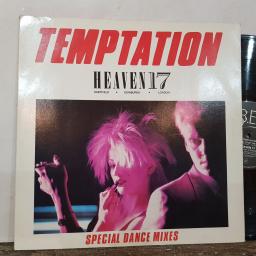 TEMPTATION
HEAVEN 17
SHEFFIELD • EDINBURGH • LONDON
SPECIAL DANCE MIXES